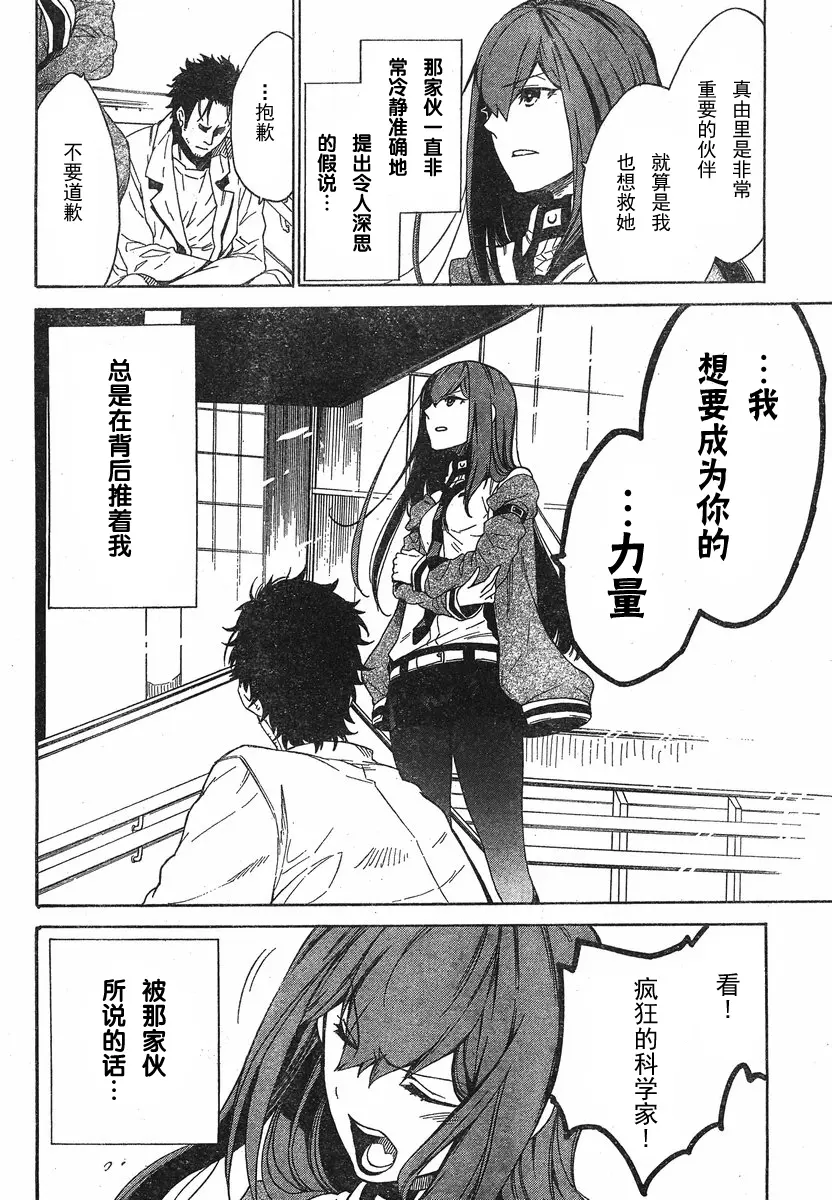 真由里是非常
重要的伙伴
就算是我
也想救她
那家伙一直非
常冷静准确地
提出令人深思
的假说…
…抱歉
不要道歉
…我
想要成为你的
…力量
总是在背后推着我
看！
疯狂的科学家！
被那家伙
所说的话…